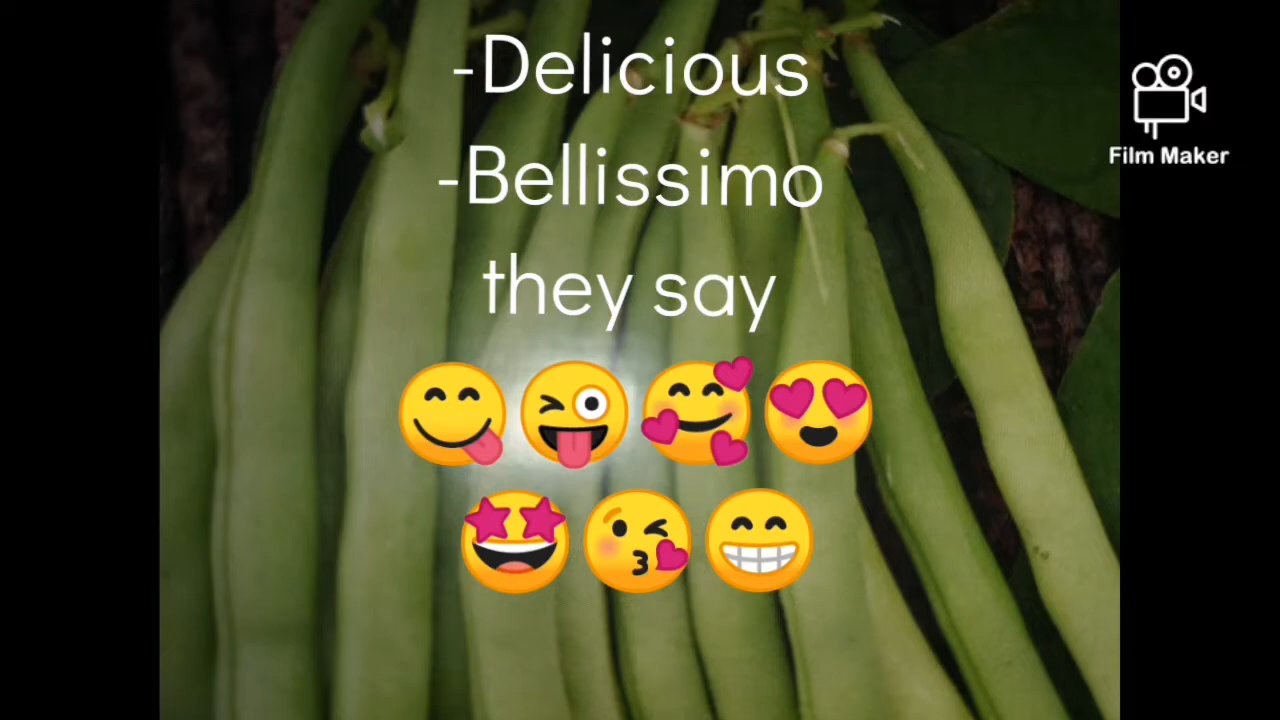 -Delicious
-Bellissimo
they say
😋😜🥰😍
🤩😘😁
Film Maker